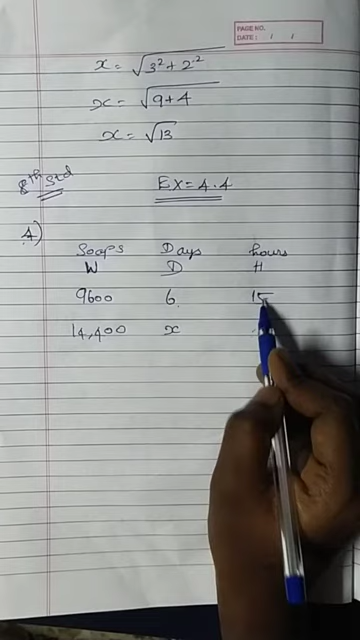 PAGE NO.
DATE: / /
x = √3² + 2²
x = √9 + 4
x = √13
8th Std
Ex = 4.4
4)
Soaps Days hours
W D H
9600 6 15
14,400 x